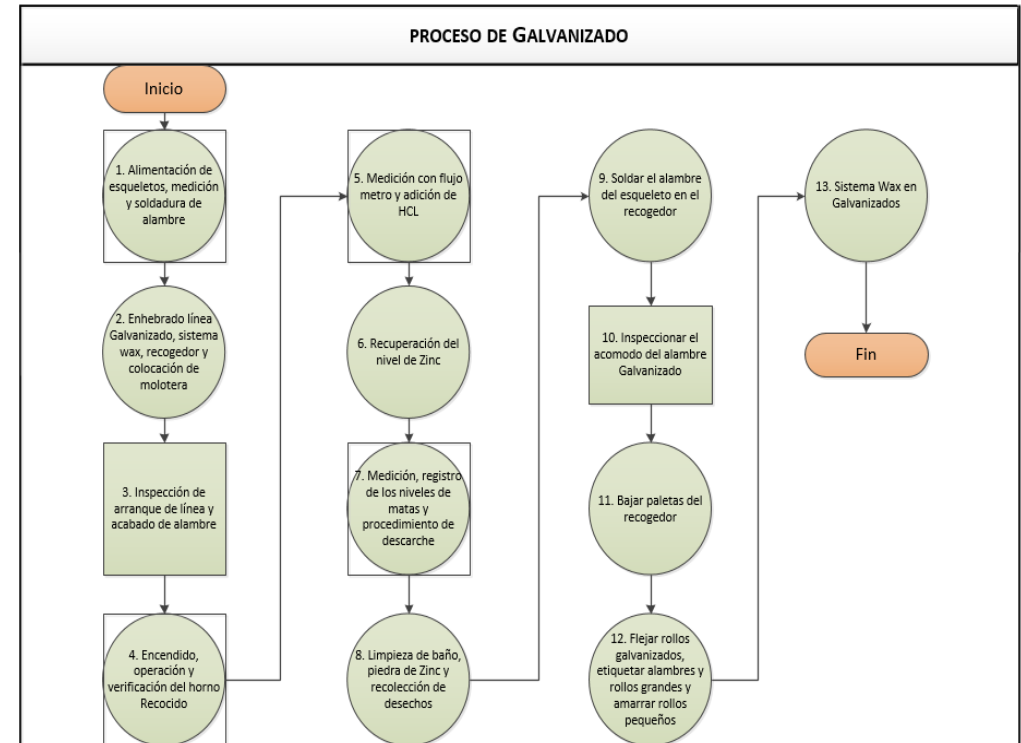 PROCESO DE GALVANIZADO
Inicio
1. Alimentación de
esqueletos, medición
y soldadura de
alambre
2. Enhebrado línea
Galvanizado, sistema
wax, recogedor y
colocación de
molotera
3. Inspección de
arranque de línea y
acabado de alambre
4. Encendido,
operación y
verificación del horno
Recocido
5. Medición con flujo
metro y adición de
HCL
6. Recuperación del
nivel de Zinc
7. Medición, registro
de los niveles de
matas y
procedimiento de
descarche
8. Limpieza de baño,
piedra de Zinc y
recolección de
desechos
9. Soldar el alambre
del esqueleto en el
recogedor
10. Inspeccionar el
acomodo del alambre
Galvanizado
11. Bajar paletas del
recogedor
12. Flejar rollos
galvanizados,
etiquetar alambres y
rollos grandes y
amarrar rollos
pequeños
13. Sistema Wax en
Galvanizados
Fin